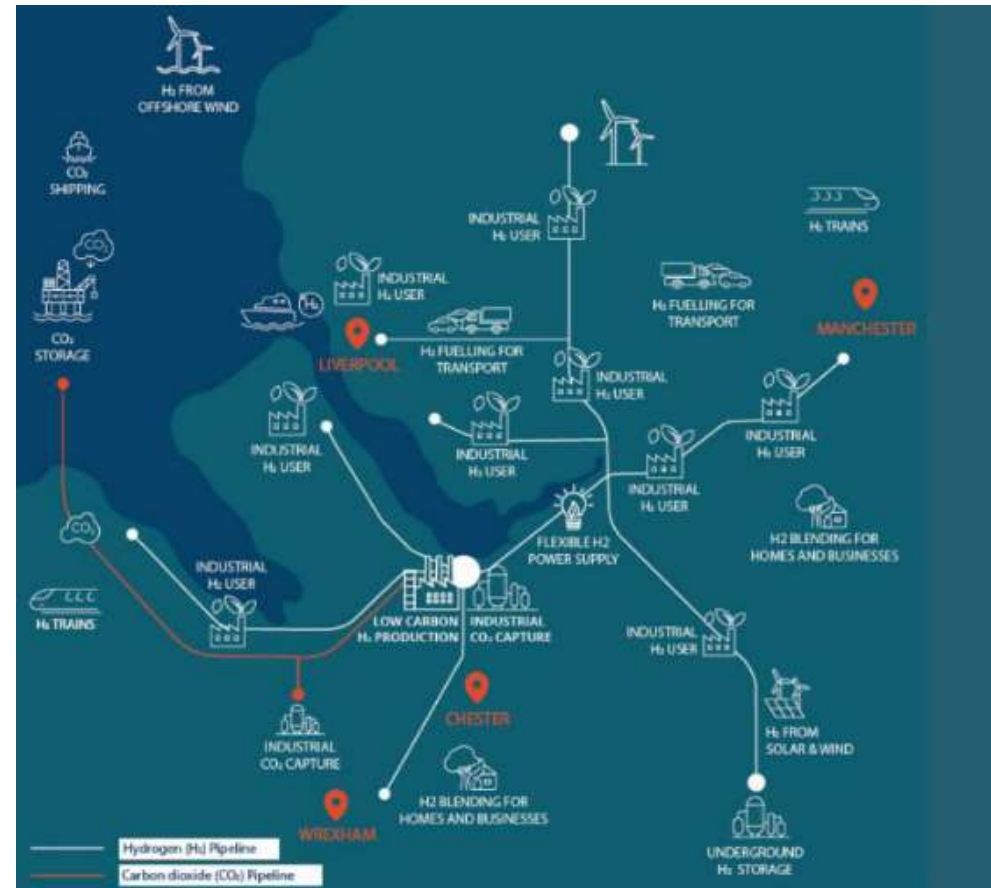 H₂ FROM
OFFSHORE WIND
CO₂
SHIPPING
CO₂
CO₂
STORAGE
INDUSTRIAL
H₂ USER
H₂ TRAINS
INDUSTRIAL
H₂ USER
H₂
H₂ FUELLING FOR
TRANSPORT
MANCHESTER
LIVERPOOL
H₂ FUELLING FOR
TRANSPORT
INDUSTRIAL
H₂ USER
INDUSTRIAL
H₂ USER
INDUSTRIAL
H₂ USER
INDUSTRIAL
H₂ USER
INDUSTRIAL
H₂ USER
CO₂
FLEXIBLE H2
POWER SUPPLY
H2 BLENDING FOR
HOMES AND BUSINESSES
INDUSTRIAL
H₂ USER
H₂ TRAINS
LOW CARBON
H₂ PRODUCTION
INDUSTRIAL
CO₂ CAPTURE
INDUSTRIAL
H₂ USER
CHESTER
H₂ FROM
SOLAR & WIND
INDUSTRIAL
CO₂ CAPTURE
H2 BLENDING FOR
HOMES AND BUSINESSES
WREXHAM
UNDERGROUND
H₂ STORAGE
Hydrogen (H₂) Pipeline
Carbon dioxide (CO₂) Pipeline